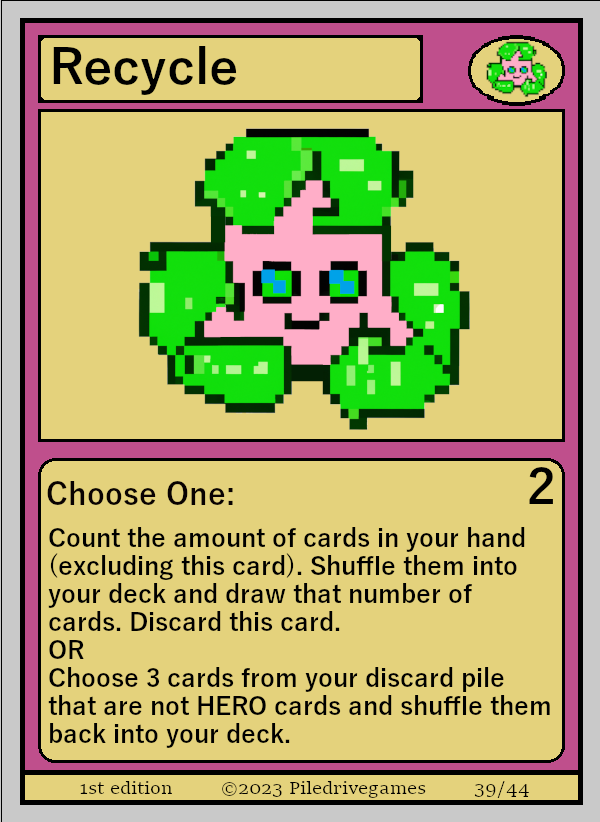 Recycle
Choose One:
2
Count the amount of cards in your hand
(excluding this card). Shuffle them into
your deck and draw that number of
cards. Discard this card.
OR
Choose 3 cards from your discard pile
that are not HERO cards and shuffle them
back into your deck.
1st edition ©2023 Piledrivegames 39/44